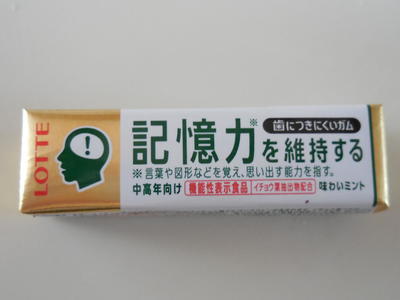 LOTTE
!
歯につきにくいガム
記憶力※を維持する
※言葉や図形などを覚え、思い出す能力を指す。
中高年向け 機能性表示食品 イチョウ葉抽出物配合 味わいミント